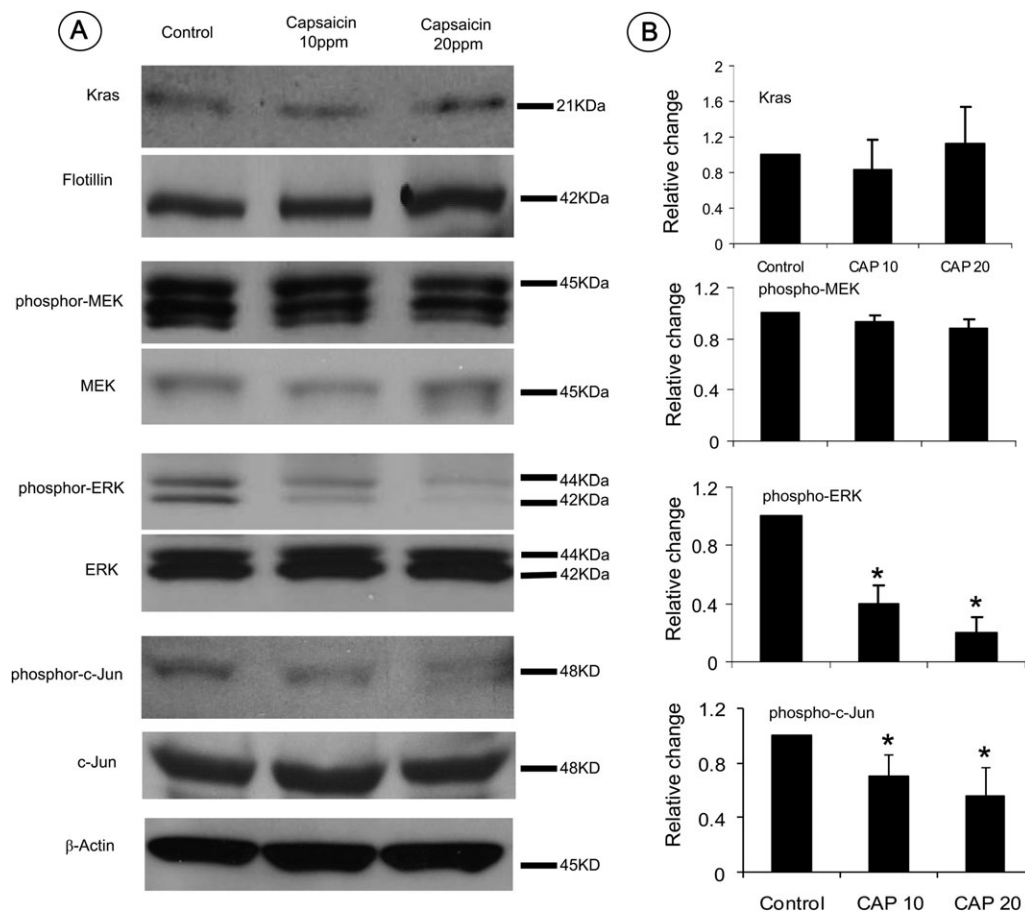 A
Control
Capsaicin
10ppm
Capsaicin
20ppm
Kras
21KDa
Flotillin
42KDa
phosphor-MEK
45KDa
MEK
45KDa
phosphor-ERK
44KDa
42KDa
ERK
44KDa
42KDa
phosphor-c-Jun
48KD
c-Jun
48KD
β-Actin
45KD
B
Relative change
2
1.6
1.2
0.8
0.4
0
Kras
Control CAP 10 CAP 20
Relative change
1.2
0.8
0.4
0
phospho-MEK
Relative change
1.2
0.8
0.4
0
phospho-ERK
*
*
Relative change
1.2
0.8
0.4
0
phospho-c-Jun
*
*
Control CAP 10 CAP 20